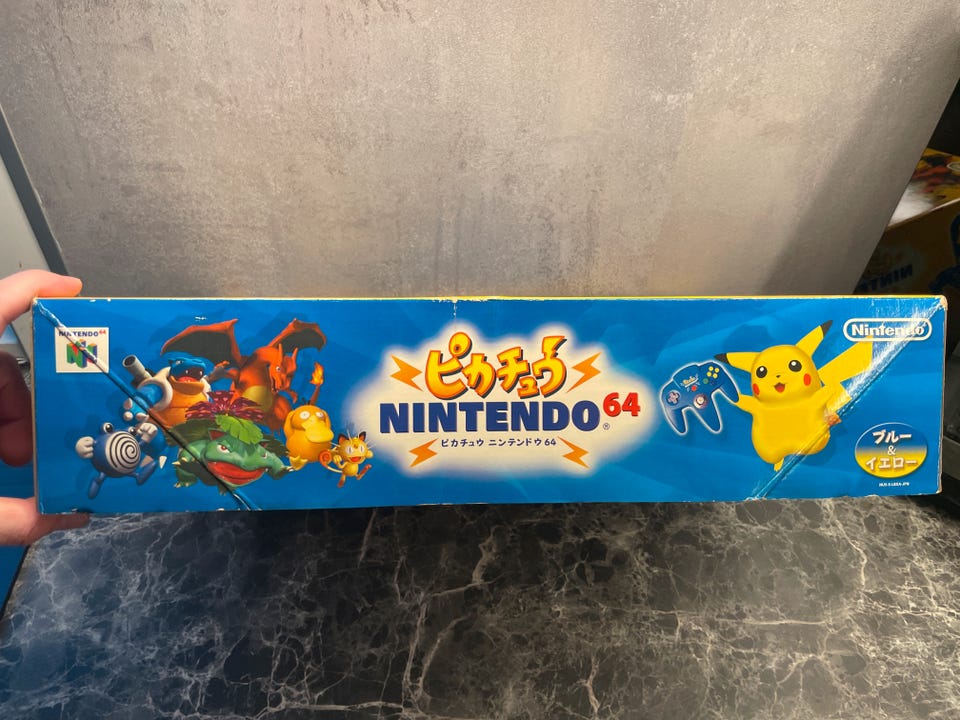 NINTENDO64
ピカチュウ
NINTENDO64®
ピカチュウ ニンテンドウ64
Nintendo®
ブルー
&
イエロー